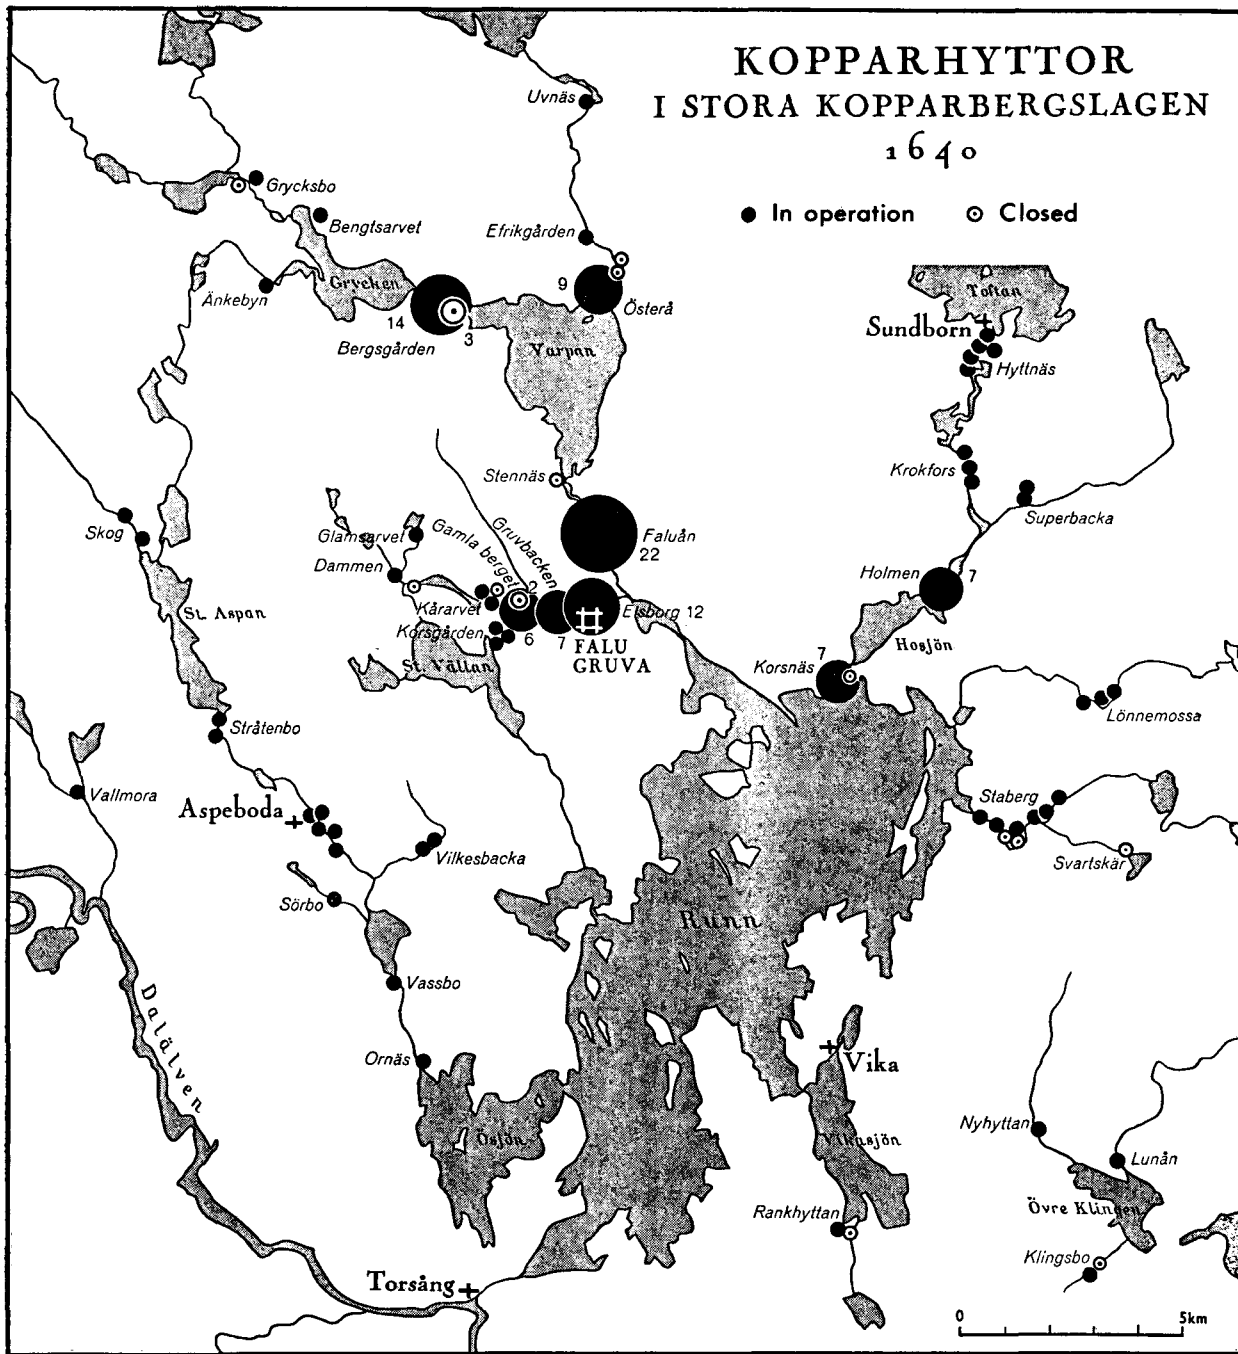 KOPPARHYTTOR
I STORA KOPPARBERGSLAGEN
1640
In operation
Closed
Uvnäs
Grycksbo
Bengtsarvet
Efrikgården
Änkebyn
Grycken
9
Österå
Toftan
14
3
Bergsgården
Varpan
Sundborn
Hyttnäs
Stennäs
Krokfors
Superbacka
Skog
Glamsarvet
Gamla berget
Gruvbacken
Faluån
22
Dammen
Holmen
7
Kårarvet
2
6
7
Elsborg 12
St. Aspan
Korsgården
St. Vällan
FALU
GRUVA
Hosjön
Korsnäs
7
Lönnemossa
Stråtenbo
Vallmora
Aspeboda
Staberg
Vilkesbacka
Svartskär
Sörbo
Runn
Vassbo
Dalälven
Ornäs
Vika
Ösjön
Vikasjön
Nyhyttan
Lunån
Rankhyttan
Övre Klingen
Klingsbo
Torsång
0
5km